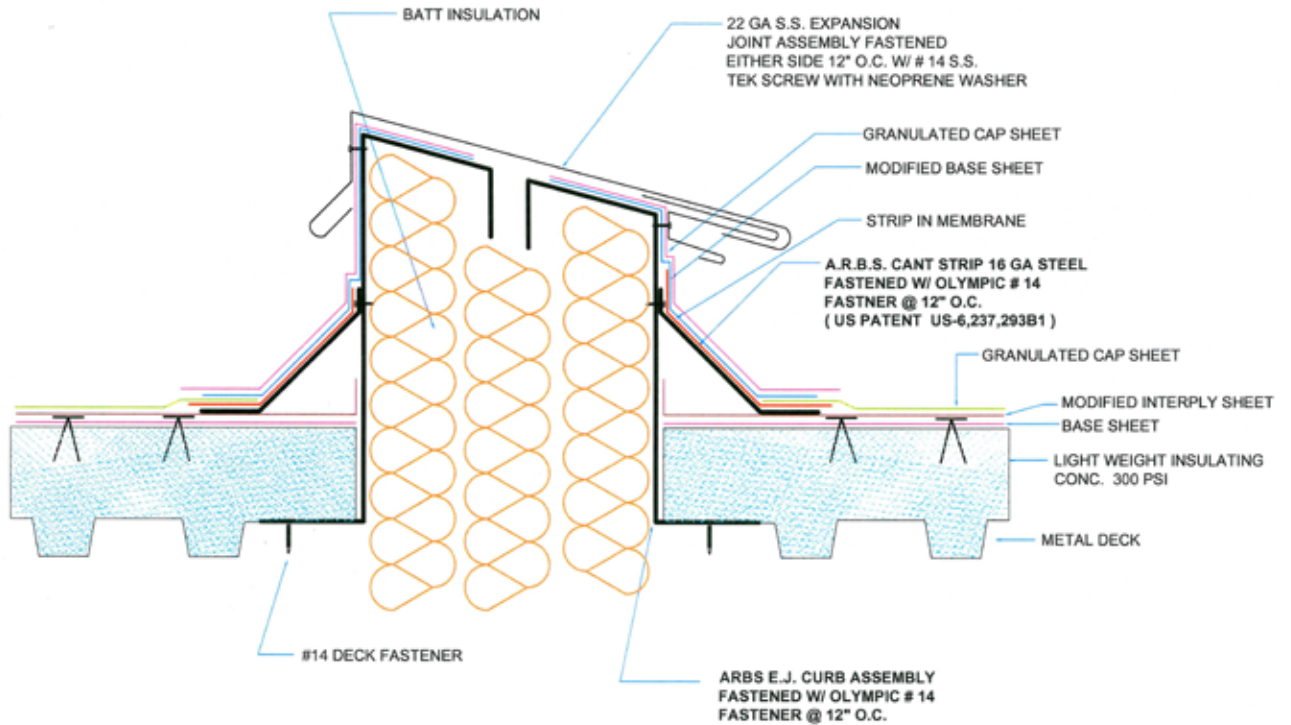 BATT INSULATION
22 GA S.S. EXPANSION
JOINT ASSEMBLY FASTENED
EITHER SIDE 12" O.C. W/ # 14 S.S.
TEK SCREW WITH NEOPRENE WASHER
GRANULATED CAP SHEET
MODIFIED BASE SHEET
STRIP IN MEMBRANE
A.R.B.S. CANT STRIP 16 GA STEEL
FASTENED W/ OLYMPIC # 14
FASTNER @ 12" O.C.
( US PATENT US-6,237,293B1 )
GRANULATED CAP SHEET
MODIFIED INTERPLY SHEET
BASE SHEET
LIGHT WEIGHT INSULATING
CONC. 300 PSI
METAL DECK
#14 DECK FASTENER
ARBS E.J. CURB ASSEMBLY
FASTENED W/ OLYMPIC # 14
FASTENER @ 12" O.C.